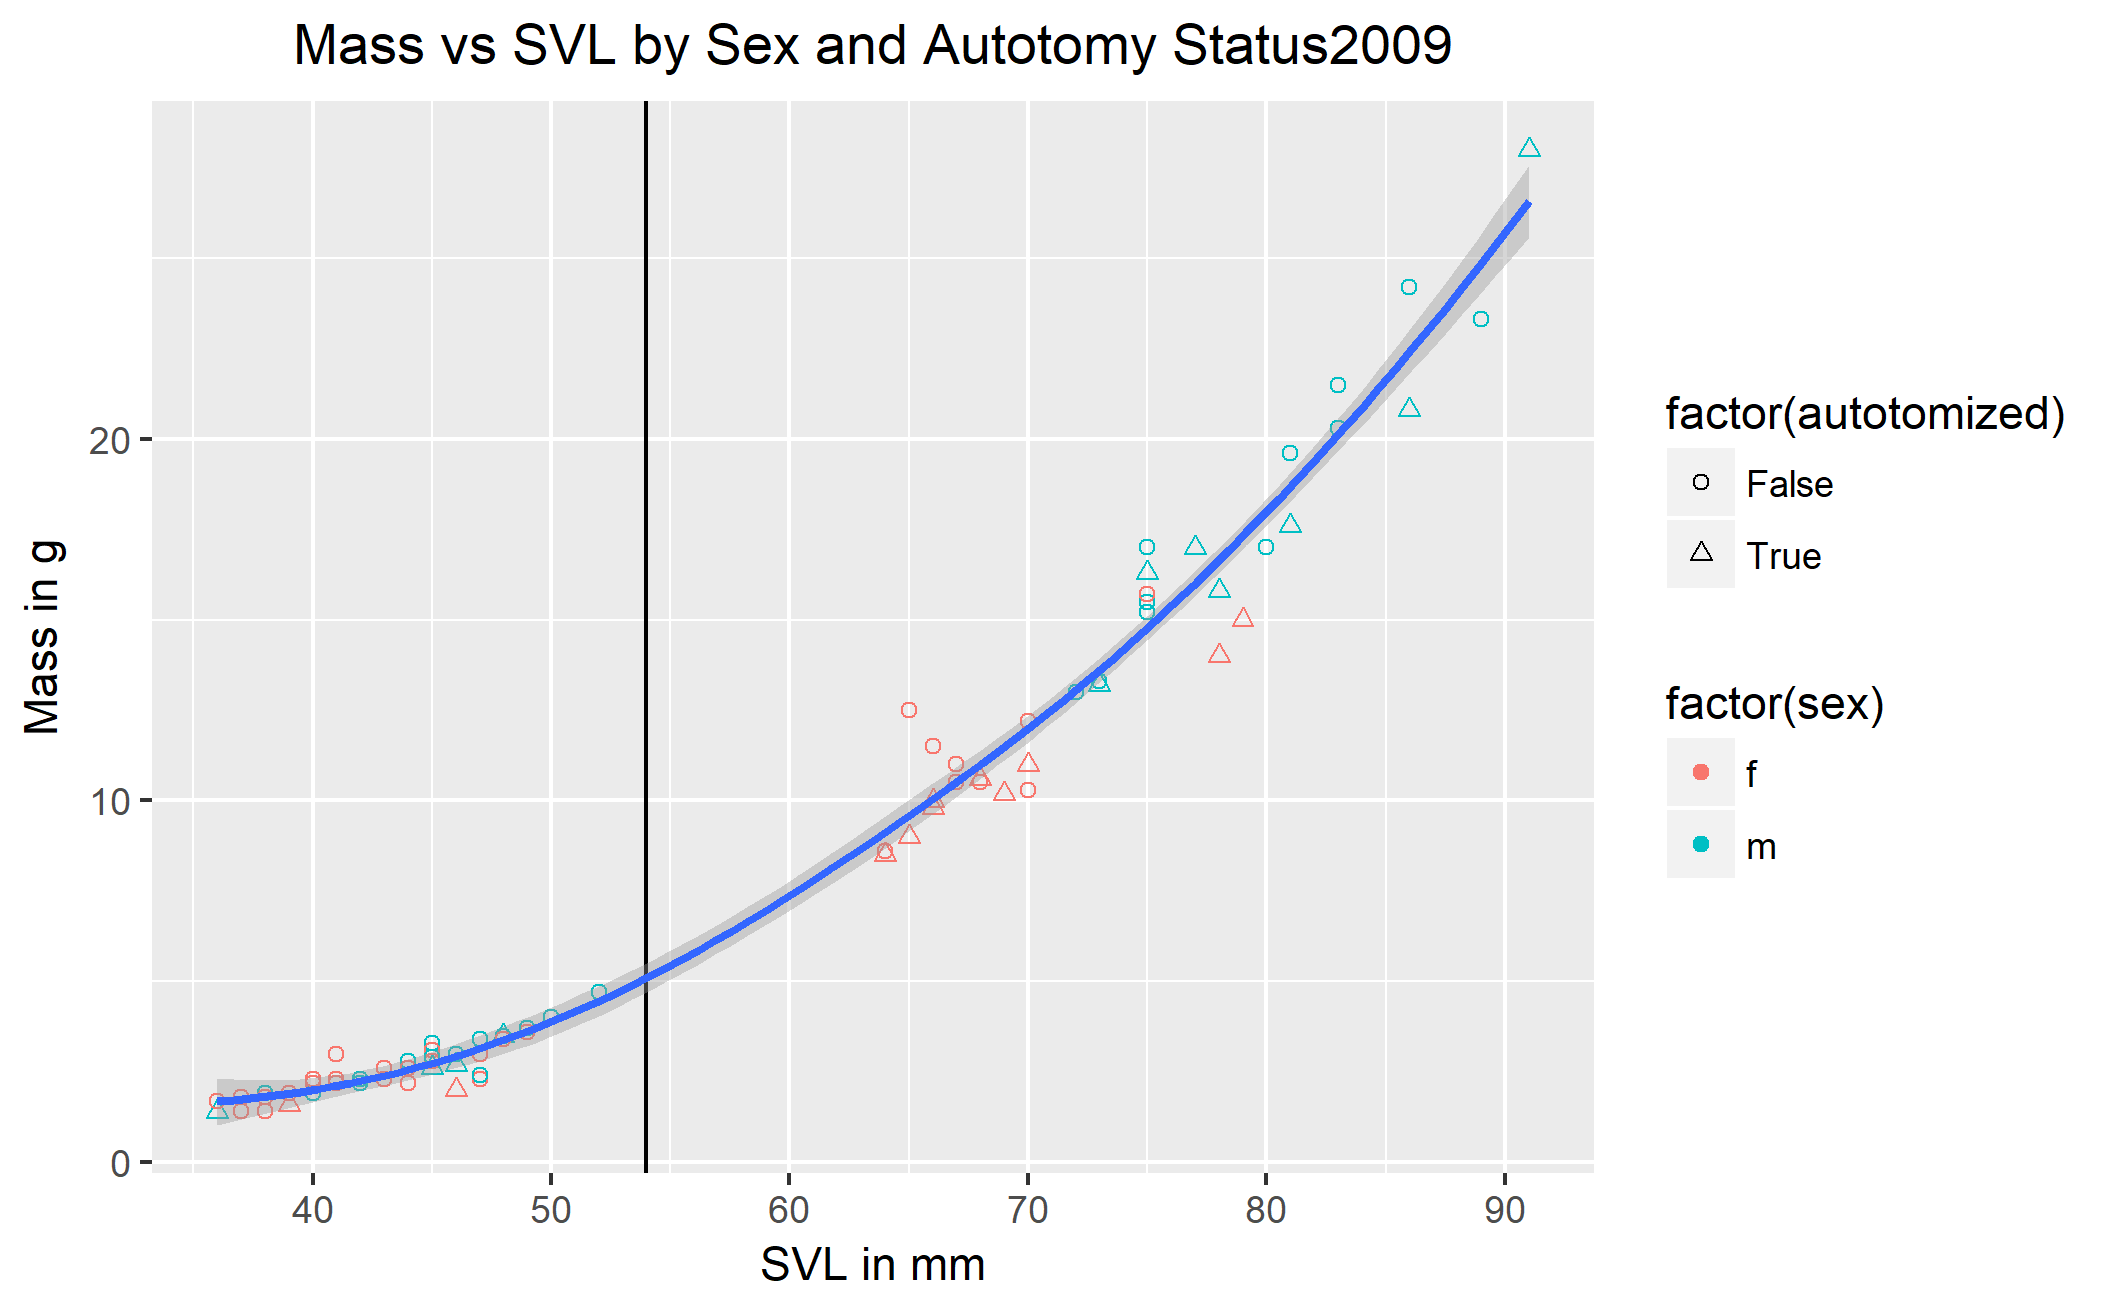 Mass vs SVL by Sex and Autotomy Status2009
Mass in g
20
10
0
40 50 60 70 80 90
SVL in mm
factor(autotomized)
False
True
factor(sex)
f
m